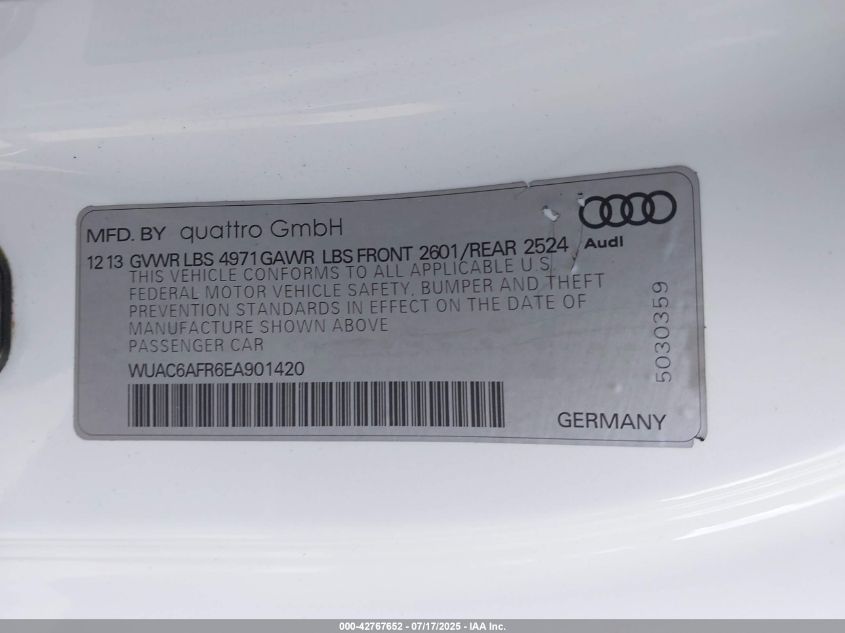 MFD. BY quattro GmbH
12 13 GVWR LBS 4971 GAWR LBS FRONT 2601/REAR 2524
Audi
THIS VEHICLE CONFORMS TO ALL APPLICABLE U.S.
FEDERAL MOTOR VEHICLE SAFETY, BUMPER AND THEFT
PREVENTION STANDARDS IN EFFECT ON THE DATE OF
MANUFACTURE SHOWN ABOVE
PASSENGER CAR
WUAC6AFR6EA901420
5030359
GERMANY
000-42767652 - 07/17/2025 - IAA Inc.